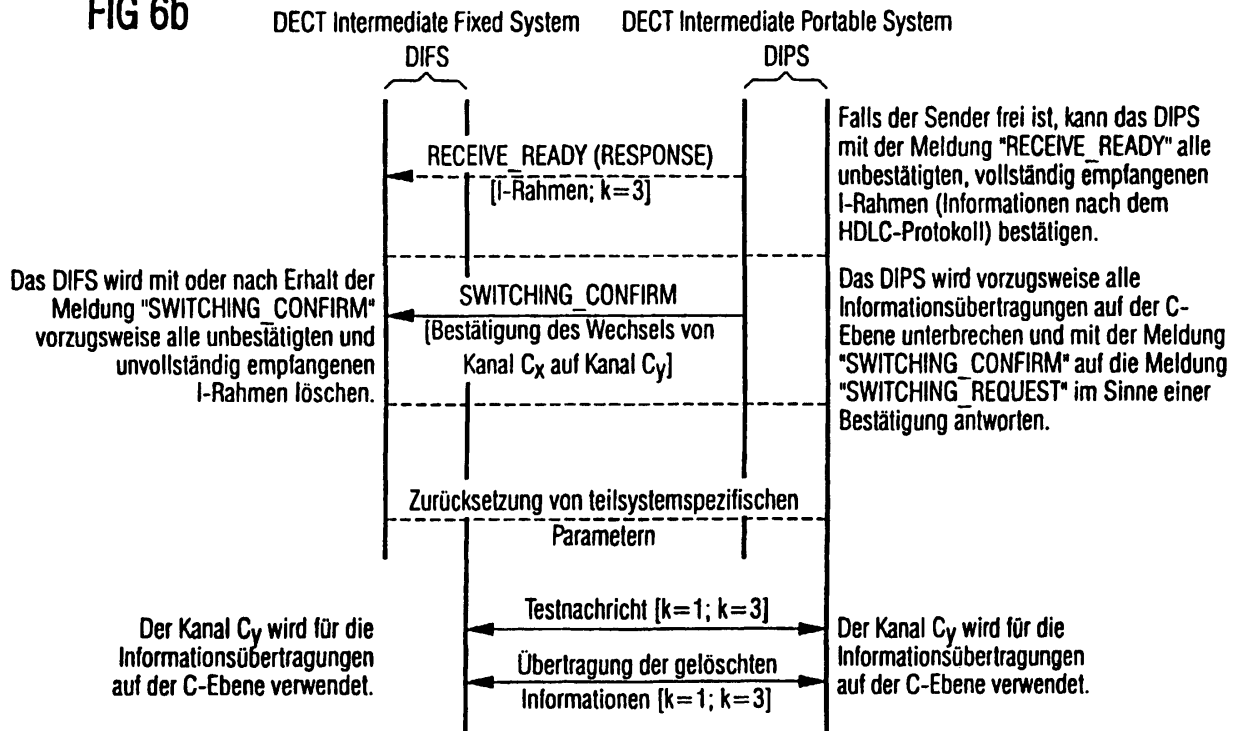 FIG 6b
DECT Intermediate Fixed System
DECT Intermediate Portable System
DIFS
DIPS
RECEIVE_READY (RESPONSE)
[I-Rahmen; k=3]
Falls der Sender frei ist, kann das DIPS
mit der Meldung "RECEIVE_READY" alle
unbestätigten, vollständig empfangenen
I-Rahmen (Informationen nach dem
HDLC-Protokoll) bestätigen.
Das DIFS wird mit oder nach Erhalt der
Meldung "SWITCHING_CONFIRM"
vorzugsweise alle unbestätigten und
unvollständig empfangenen
I-Rahmen löschen.
SWITCHING_CONFIRM
[Bestätigung des Wechsels von
Kanal Cx auf Kanal Cy]
Das DIPS wird vorzugsweise alle
Informationsübertragungen auf der C-
Ebene unterbrechen und mit der Meldung
"SWITCHING_CONFIRM" auf die Meldung
"SWITCHING_REQUEST" im Sinne einer
Bestätigung antworten.
Zurücksetzung von teilsystemspezifischen
Parametern
Der Kanal Cy wird für die
Informationsübertragungen
auf der C-Ebene verwendet.
Testnachricht [k=1; k=3]
Übertragung der gelöschten
Informationen [k=1; k=3]
Der Kanal Cy wird für die
Informationsübertragungen
auf der C-Ebene verwendet.